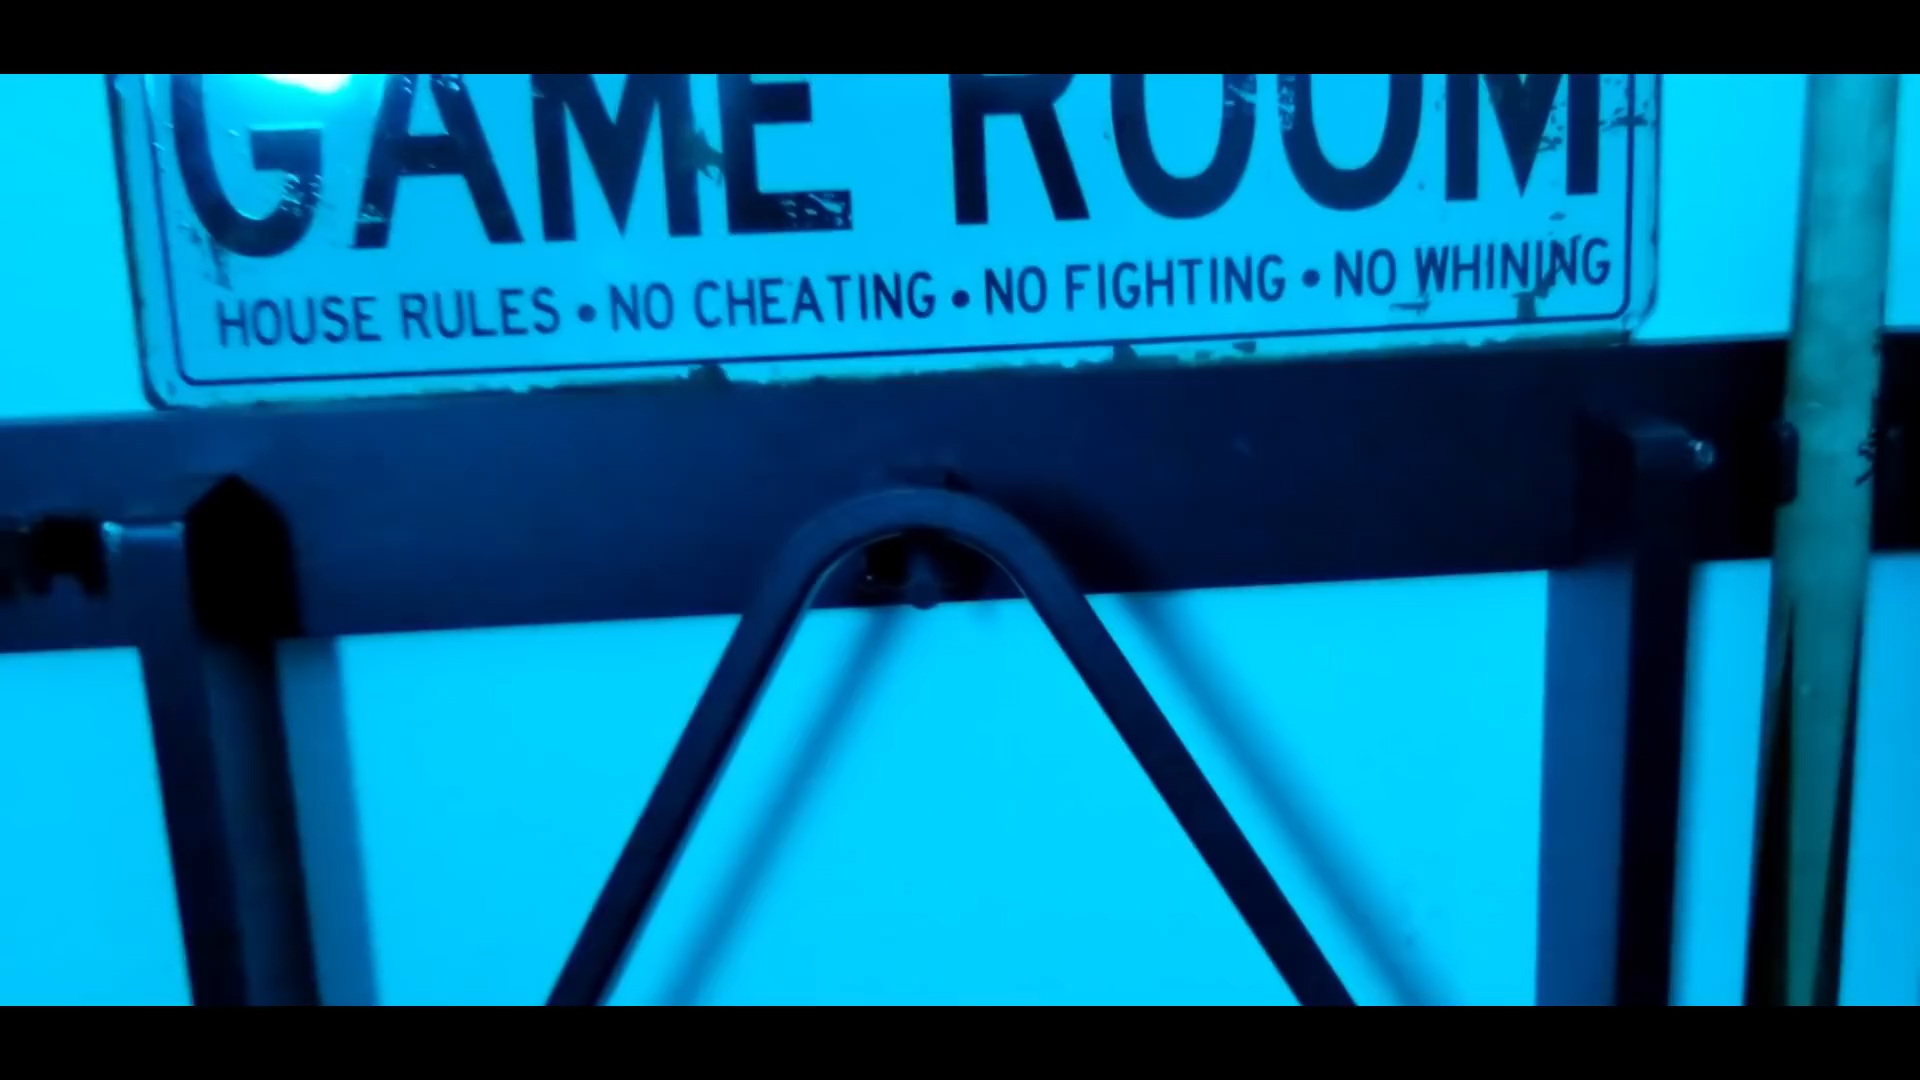 GAME ROOM
HOUSE RULES • NO CHEATING • NO FIGHTING • NO WHINING